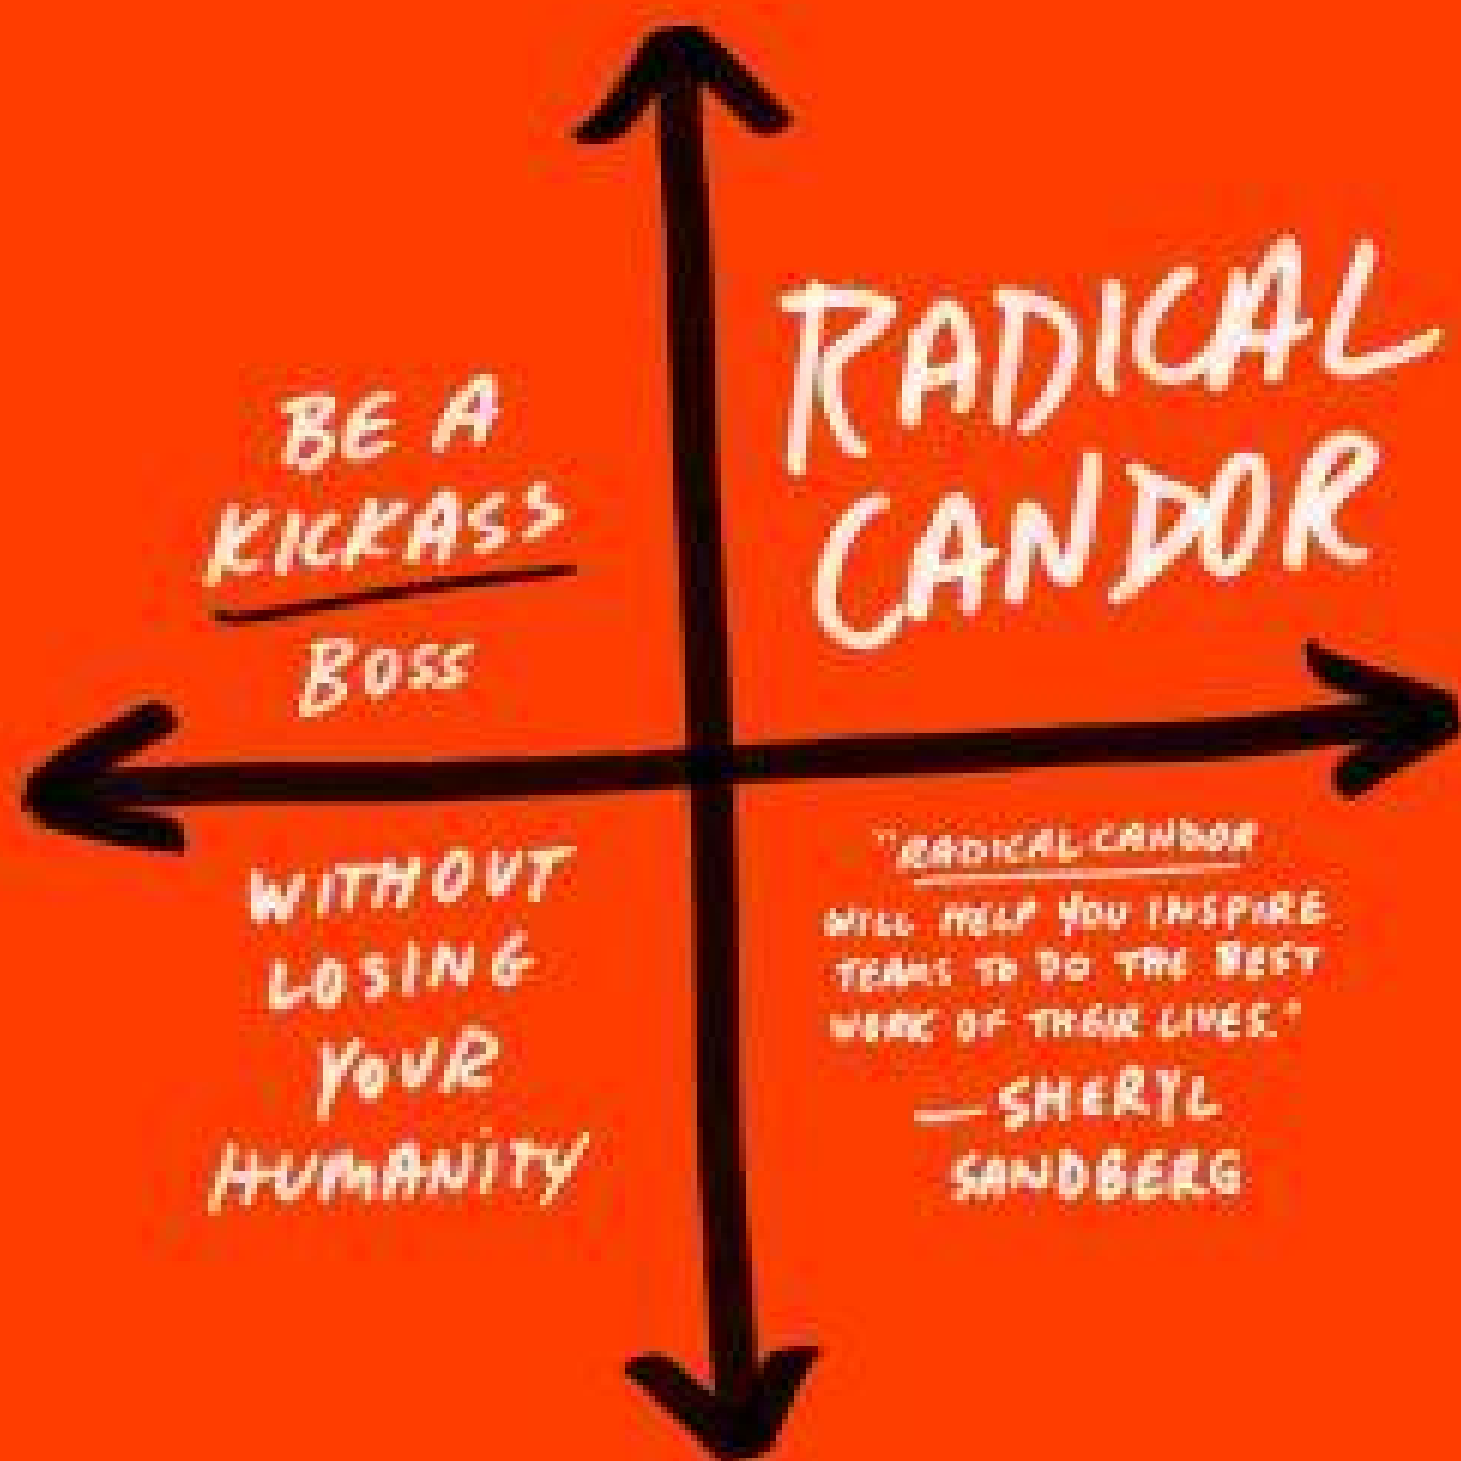 BE A
KICKASS
BOSS
RADICAL
CANDOR
WITHOUT
LOSING
YOUR
HUMANITY
"RADICAL CANDOR
WILL HELP YOU INSPIRE
TEAMS TO DO THE BEST
WORK OF THEIR LIVES."
— SHERYL
SANDBERG